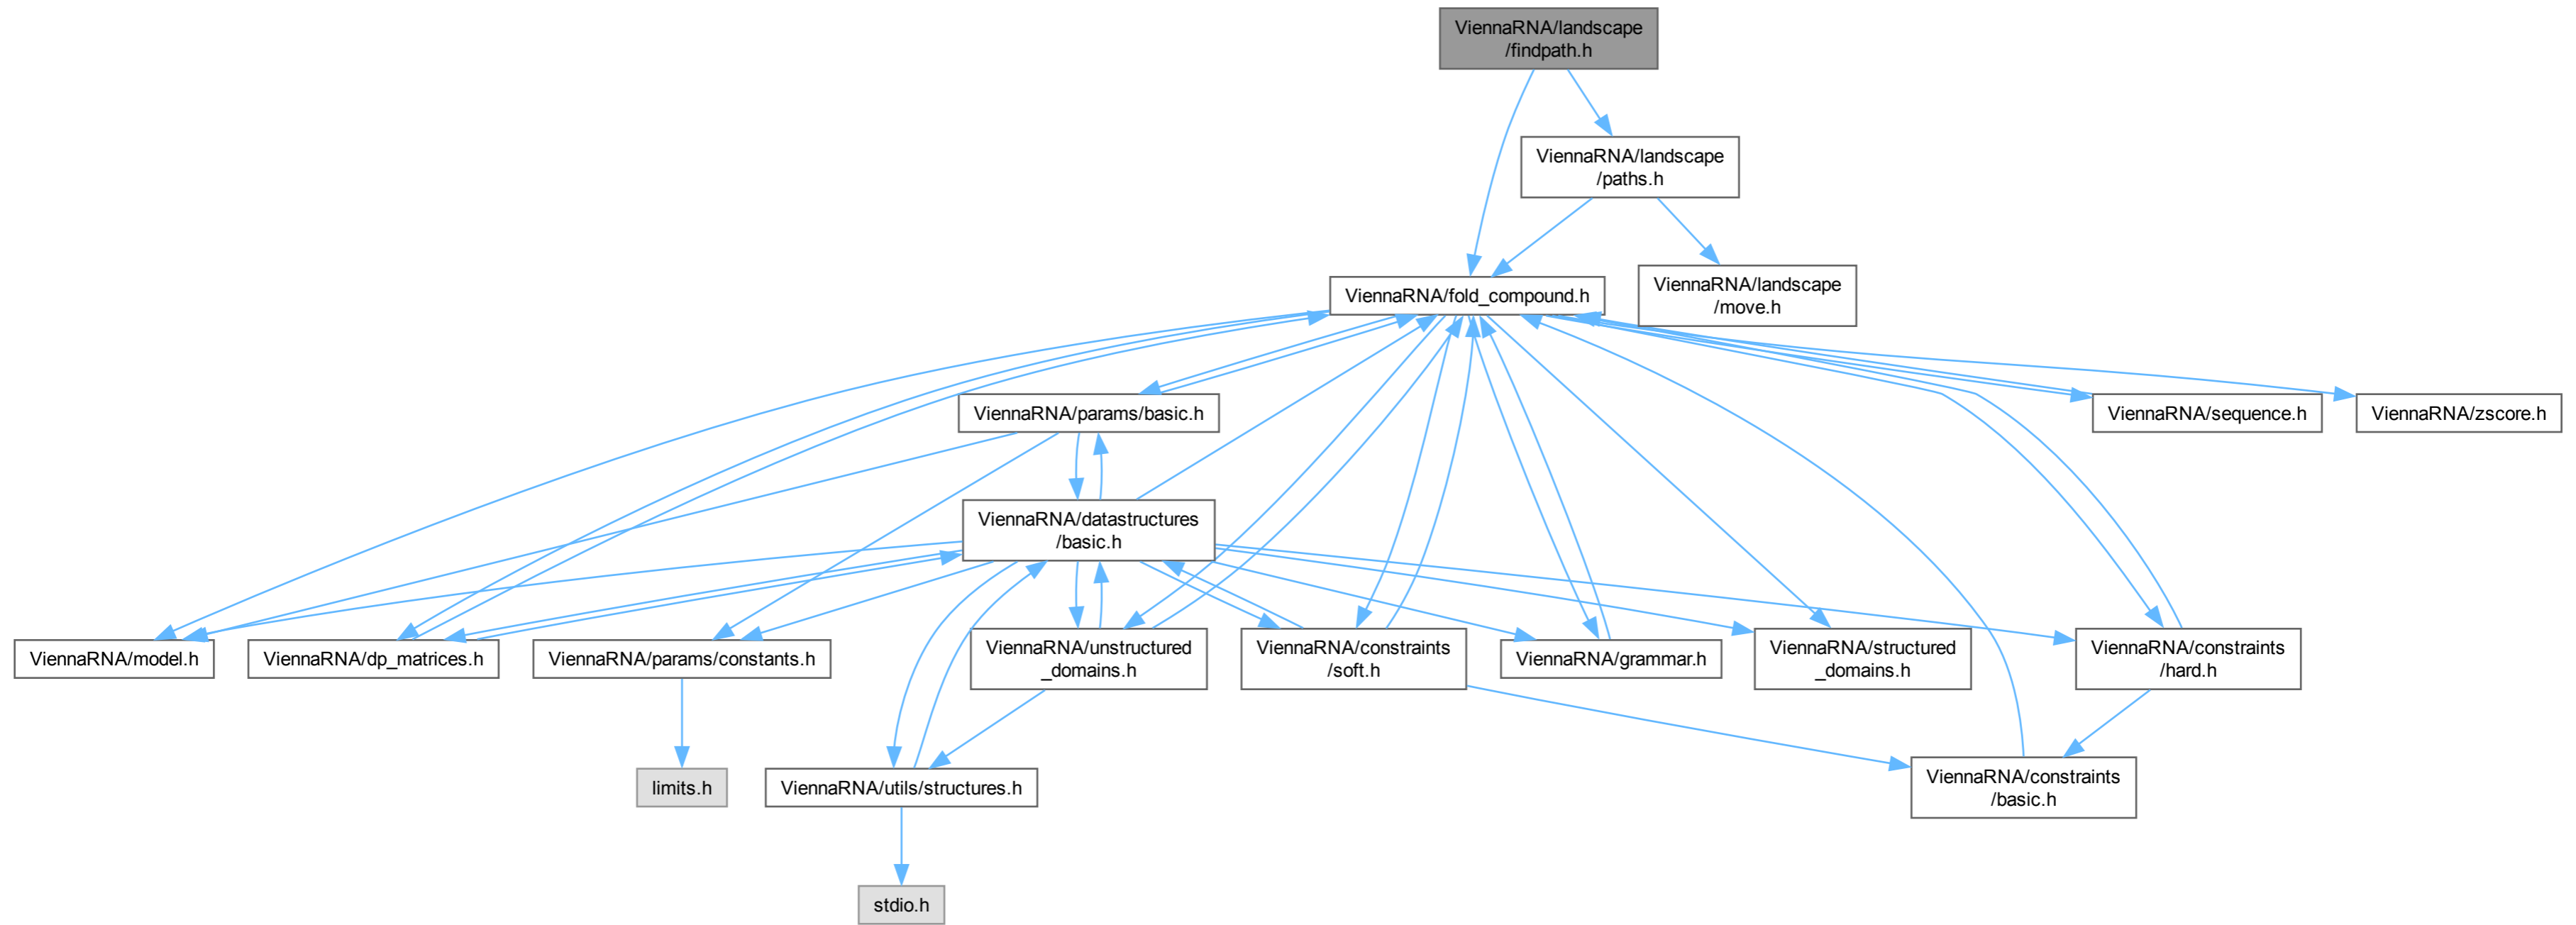 ViennaRNA/landscape
/findpath.h
ViennaRNA/landscape
/paths.h
ViennaRNA/fold_compound.h
ViennaRNA/landscape
/move.h
ViennaRNA/params/basic.h
ViennaRNA/sequence.h
ViennaRNA/zscore.h
ViennaRNA/datastructures
/basic.h
ViennaRNA/model.h
ViennaRNA/dp_matrices.h
ViennaRNA/params/constants.h
ViennaRNA/unstructured
_domains.h
ViennaRNA/constraints
/soft.h
ViennaRNA/grammar.h
ViennaRNA/structured
_domains.h
ViennaRNA/constraints
/hard.h
limits.h
ViennaRNA/utils/structures.h
ViennaRNA/constraints
/basic.h
stdio.h